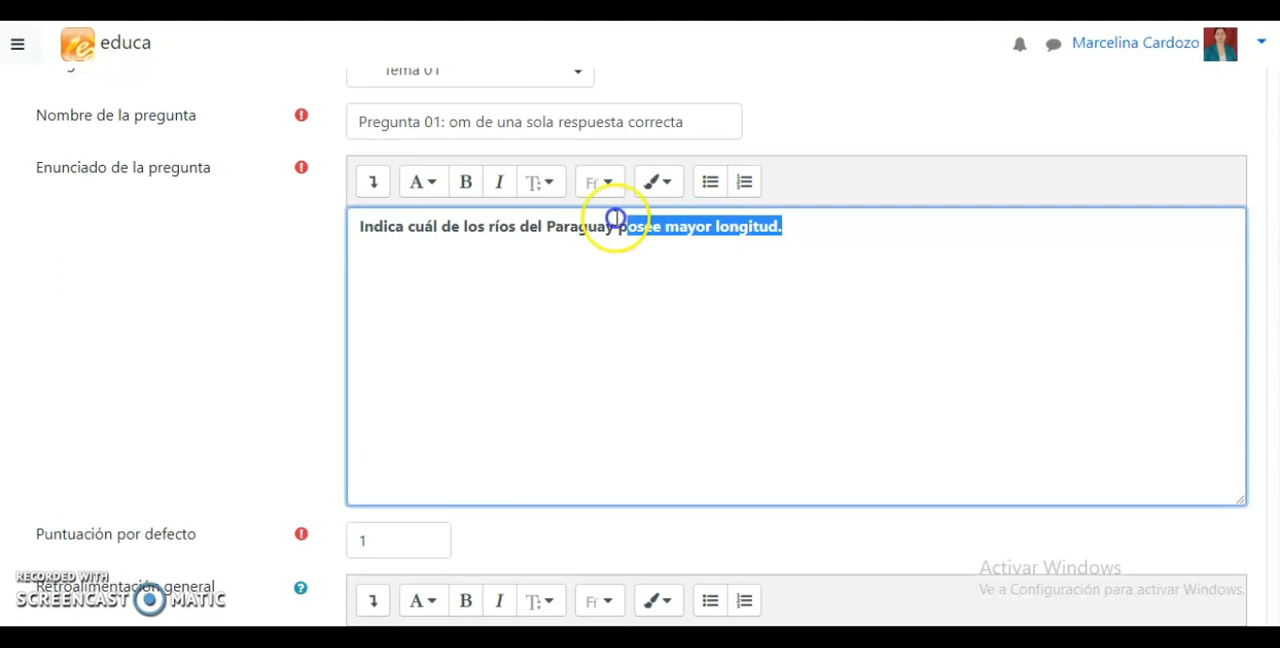 educa
Marcelina Cardozo
Tema 01
Nombre de la pregunta
Pregunta 01: om de una sola respuesta correcta
Enunciado de la pregunta
A B I T Fr
Indica cuál de los ríos del Paraguay posee mayor longitud.
Puntuación por defecto
1
Retroalimentación general
A B I T Fr
RECORDED WITH
SCREENCAST MATIC
Activar Windows
Ve a Configuración para activar Windows.